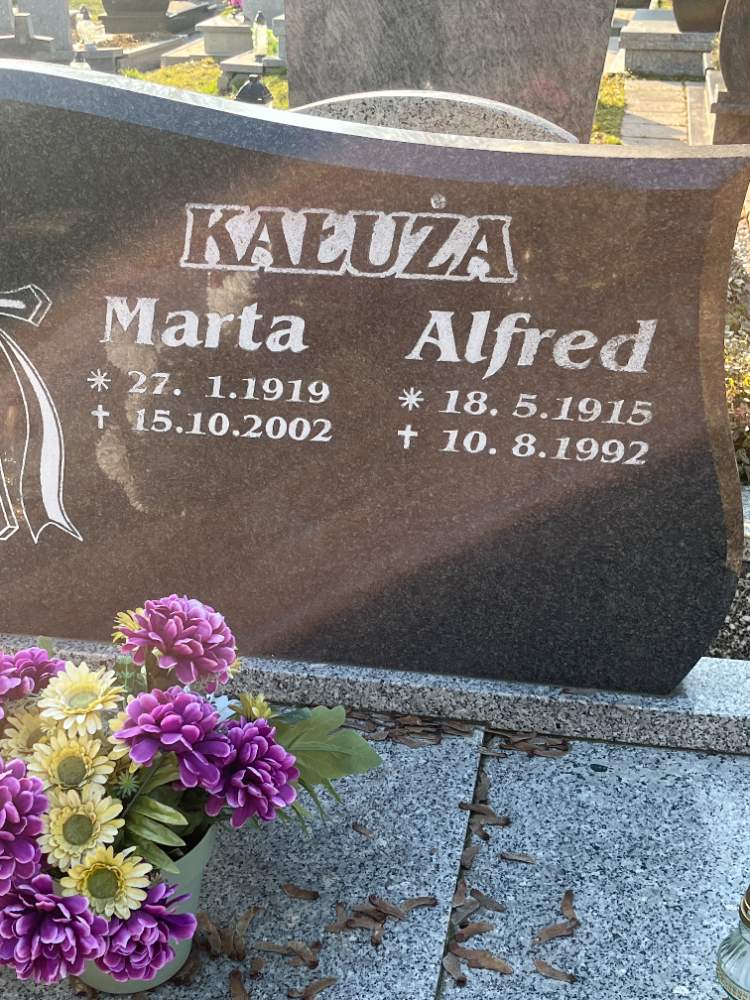 KAŁUŻA
Marta
* 27. 1.1919
✝ 15.10.2002
Alfred
* 18. 5.1915
✝ 10. 8.1992